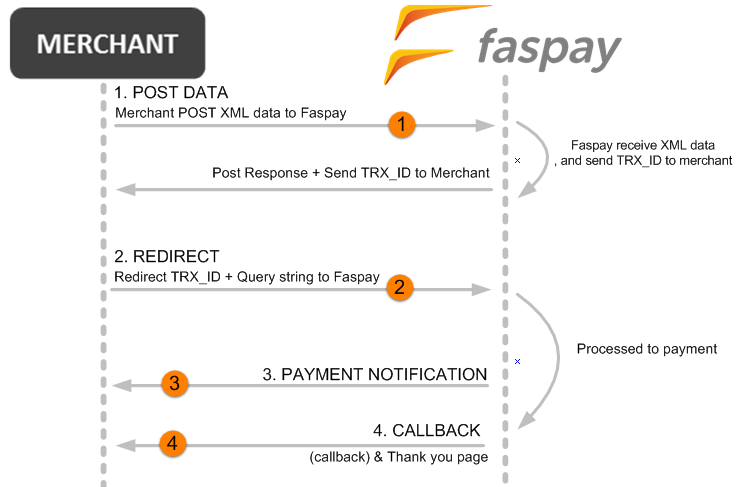 MERCHANT
faspay
1. POST DATA
Merchant POST XML data to Faspay
1
Faspay receive XML data
, and send TRX_ID to merchant
Post Response + Send TRX_ID to Merchant
2. REDIRECT
Redirect TRX_ID + Query string to Faspay
2
Processed to payment
3. PAYMENT NOTIFICATION
3
4. CALLBACK
4
(callback) & Thank you page